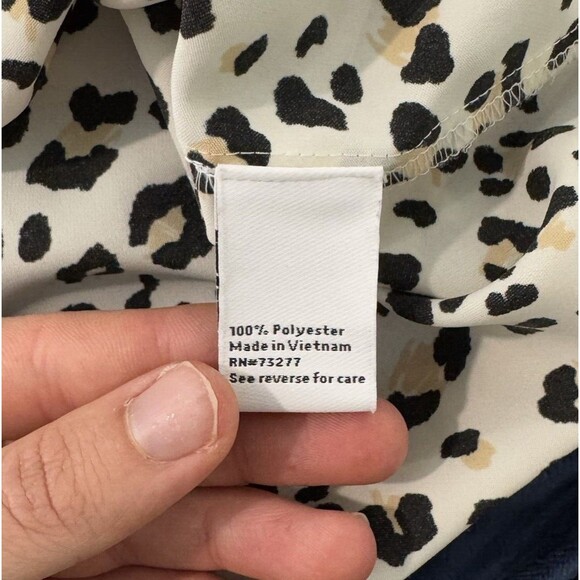 100% Polyester
Made in Vietnam
RN#73277
See reverse for care